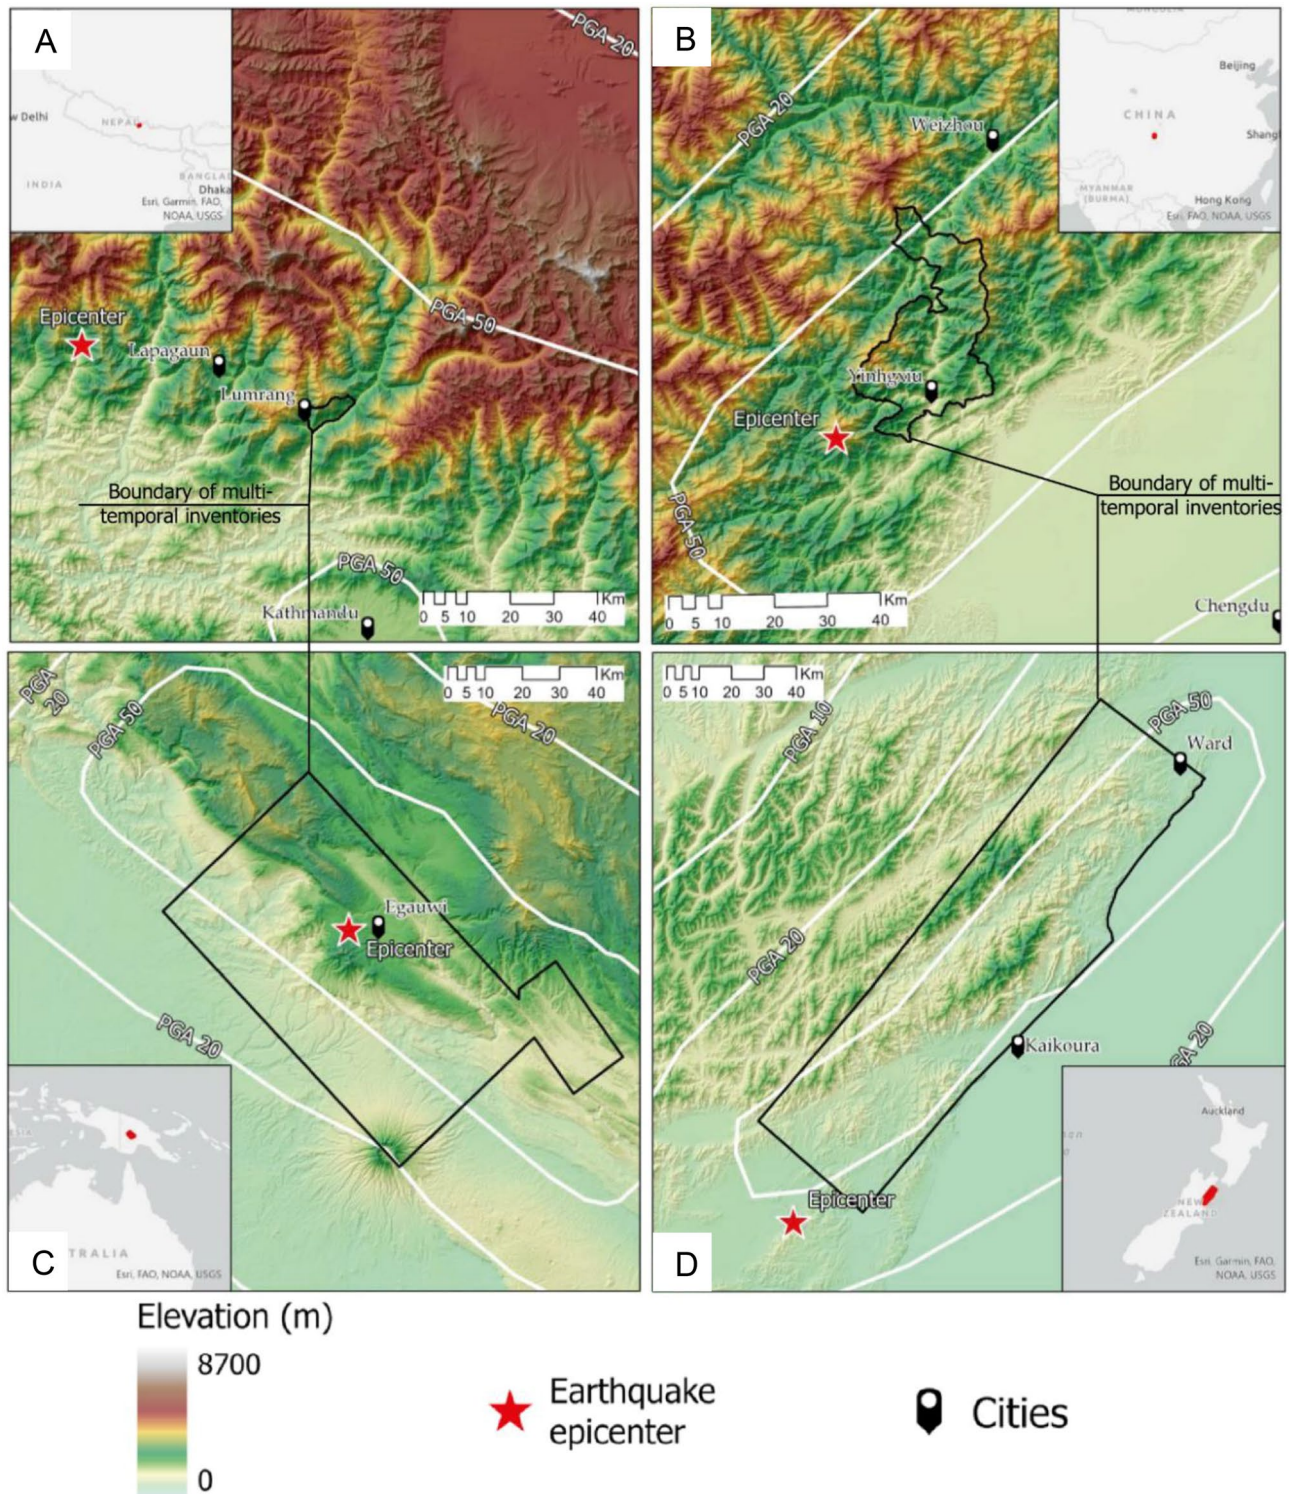 A
PGA 20
w Delhi
NEPAL
INDIA
BANGLAD
Dhaka
Esri, Garmin, FAO,
NOAA, USGS
PGA 50
Epicenter
Lapagaun
Lumrang
Boundary of multi-
temporal inventories
PGA 50
Kathmandu
Km
0 5 10 20 30 40
B
PGA 20
Weizhou
Beijing
CHINA
Shang
MYANMAR
(BURMA)
Hong Kong
Esri, FAO, NOAA, USGS
Yinhgxiu
Epicenter
Boundary of multi-
temporal inventories
PGA 50
Chengdu
Km
0 5 10 20 30 40
PGA
20
PGA 50
Km
0 5 10 20 30 40
PGA 20
Egauwi
Epicenter
PGA 20
TRALIA
C
Esri, FAO, NOAA, USGS
Km
0 5 10 20 30 40
PGA 10
PGA 50
Ward
PGA 20
Kaikoura
GA 20
Epicenter
Auckland
NEW
ZEALAND
D
Esri, Garmin, FAO,
NOAA, USGS
Elevation (m)
8700
0
Earthquake
epicenter
Cities